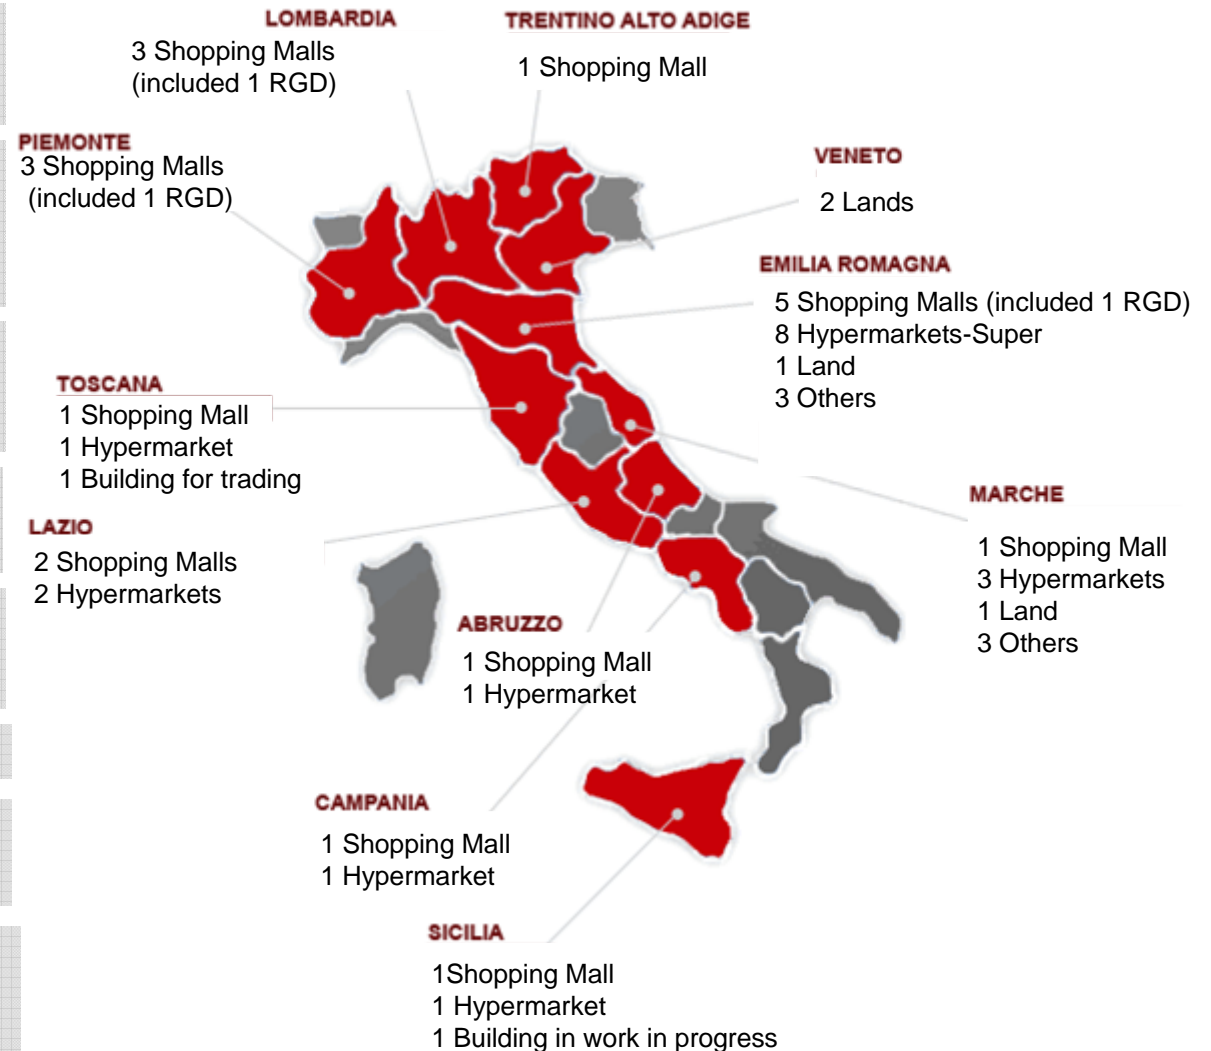 LOMBARDIA
3 Shopping Malls
(included 1 RGD)
TRENTINO ALTO ADIGE
1 Shopping Mall
PIEMONTE
3 Shopping Malls
(included 1 RGD)
VENETO
2 Lands
EMILIA ROMAGNA
5 Shopping Malls (included 1 RGD)
8 Hypermarkets-Super
1 Land
3 Others
TOSCANA
1 Shopping Mall
1 Hypermarket
1 Building for trading
MARCHE
1 Shopping Mall
3 Hypermarkets
1 Land
3 Others
LAZIO
2 Shopping Malls
2 Hypermarkets
ABRUZZO
1 Shopping Mall
1 Hypermarket
CAMPANIA
1 Shopping Mall
1 Hypermarket
SICILIA
1Shopping Mall
1 Hypermarket
1 Building in work in progress